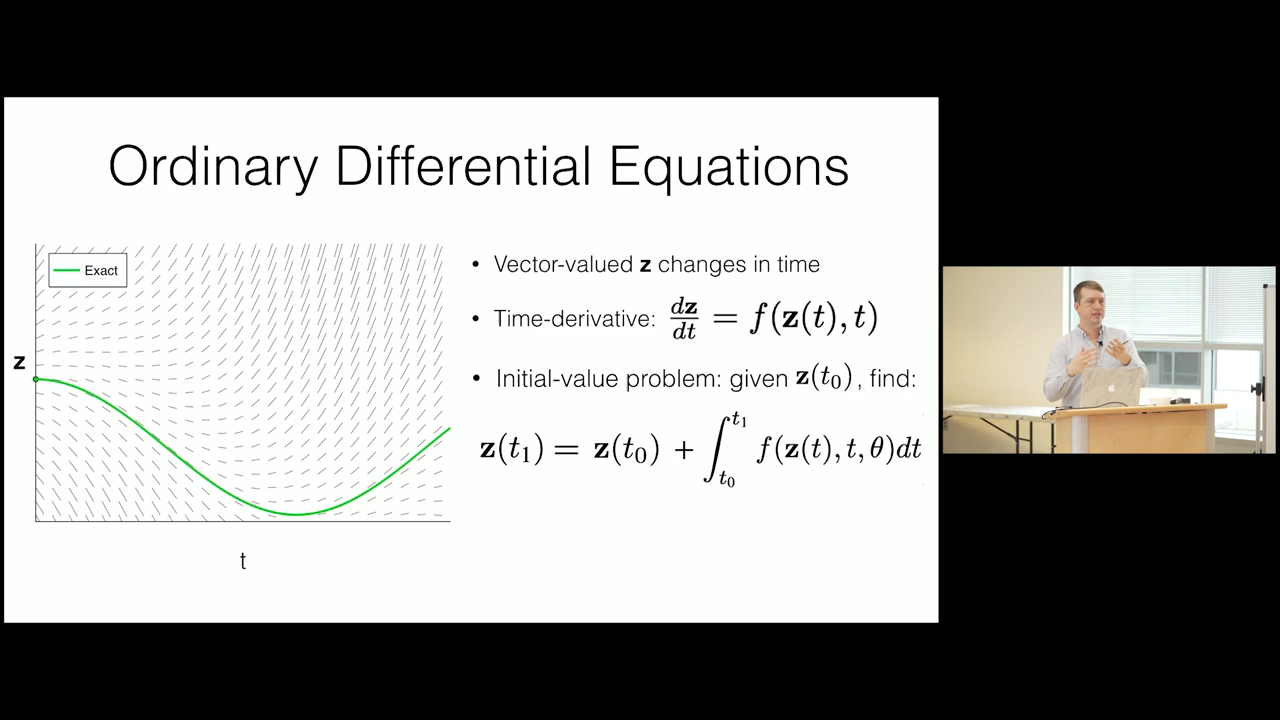 Ordinary Differential Equations
Exact
z
t
• Vector-valued z changes in time
• Time-derivative: dz/dt = f(z(t), t)
• Initial-value problem: given z(t₀), find:
z(t₁) = z(t₀) + ∫_{t₀}^{t₁} f(z(t), t, θ)dt